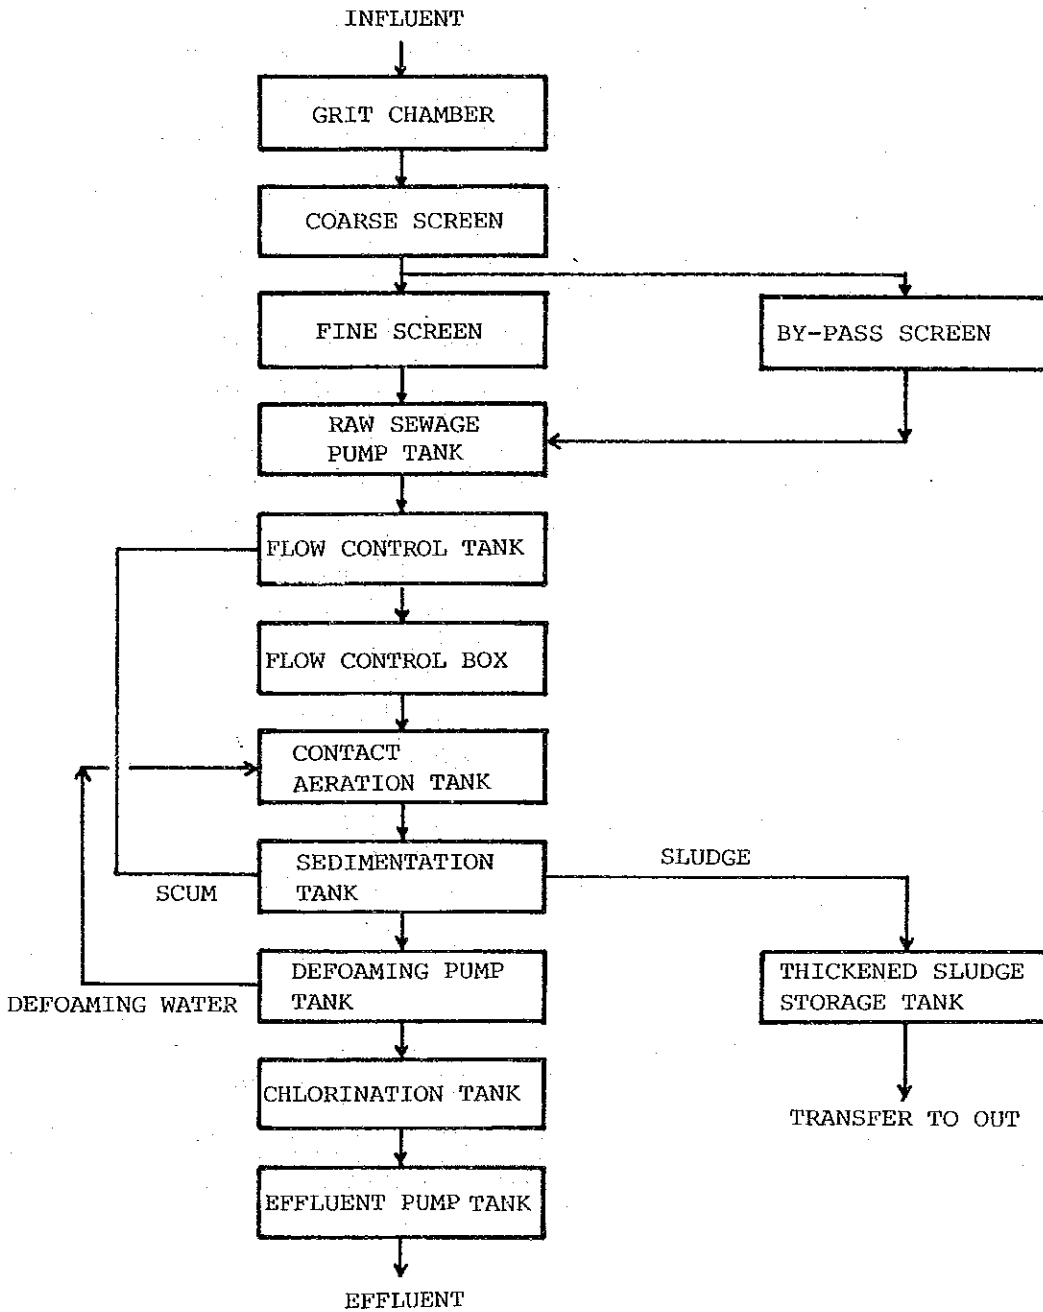 INFLUENT
GRIT CHAMBER
COARSE SCREEN
FINE SCREEN
BY-PASS SCREEN
RAW SEWAGE
PUMP TANK
FLOW CONTROL TANK
FLOW CONTROL BOX
CONTACT
AERATION TANK
SEDIMENTATION
TANK
SLUDGE
SCUM
DEFOAMING PUMP
TANK
THICKENED SLUDGE
STORAGE TANK
DEFOAMING WATER
CHLORINATION TANK
TRANSFER TO OUT
EFFLUENT PUMP TANK
EFFLUENT